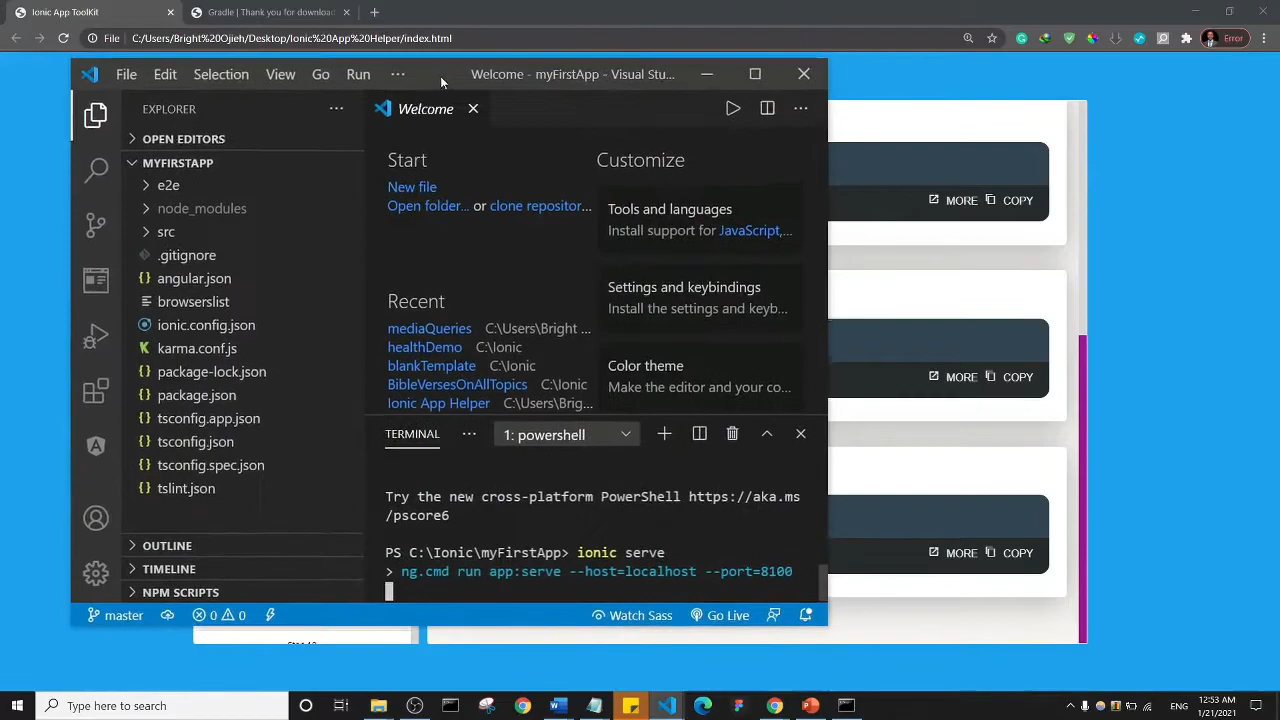 Ionic App ToolKit
Gradle | Thank you for download
File
C:/Users/Bright%20Ojieh/Desktop/Ionic%20App%20Helper/index.html
Error
File Edit Selection View Go Run
Welcome - myFirstApp - Visual Stu...
EXPLORER
OPEN EDITORS
MYFIRSTAPP
e2e
node_modules
src
.gitignore
angular.json
browserslist
ionic.config.json
karma.conf.js
package-lock.json
package.json
tsconfig.app.json
tsconfig.json
tsconfig.spec.json
tslint.json
OUTLINE
TIMELINE
NPM SCRIPTS
Welcome
Start
New file
Open folder... or clone repositor...
Recent
mediaQueries C:\Users\Bright ...
healthDemo C:\Ionic
blankTemplate C:\Ionic
BibleVersesOnAllTopics C:\Ionic
Ionic App Helper C:\Users\Brig...
Customize
Tools and languages
Install support for JavaScript,...
Settings and keybindings
Install the settings and keyb...
Color theme
Make the editor and your co...
TERMINAL
1: powershell
Try the new cross-platform PowerShell https://aka.ms
/pscore6
PS C:\Ionic\myFirstApp> ionic serve
> ng.cmd run app:serve --host=localhost --port=8100
master
0 0
Watch Sass
Go Live
MORE COPY
MORE COPY
MORE COPY
Type here to search
12:53 AM
1/21/2021